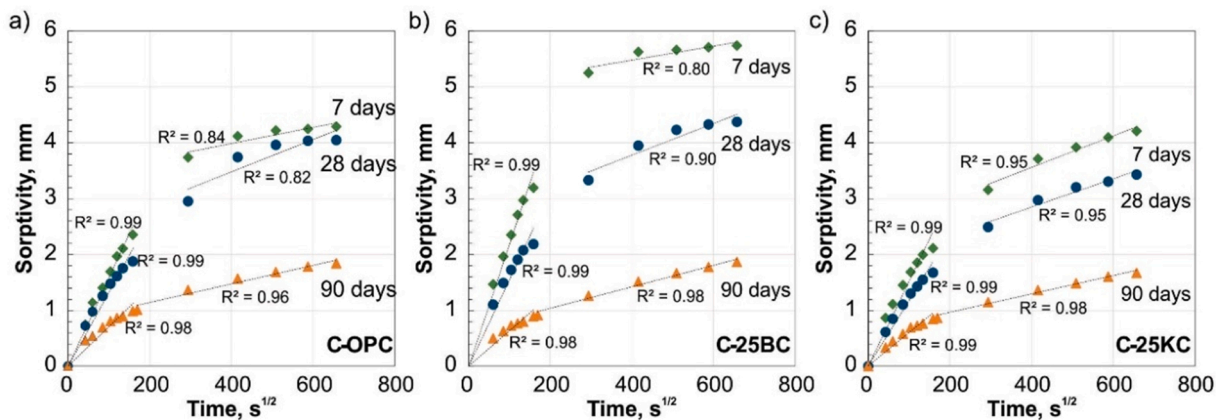 a)
Sorptivity, mm
6
5
4
3
2
1
0
0
200
400
600
800
Time, s1/2
7 days
R² = 0.84
28 days
R² = 0.82
R² = 0.99
R² = 0.99
R² = 0.96
90 days
R² = 0.98
C-OPC
b)
Sorptivity, mm
6
5
4
3
2
1
0
0
200
400
600
800
Time, s1/2
R² = 0.80
7 days
R² = 0.99
28 days
R² = 0.90
R² = 0.99
R² = 0.98
90 days
R² = 0.98
C-25BC
c)
Sorptivity, mm
6
5
4
3
2
1
0
0
200
400
600
800
Time, s1/2
R² = 0.95
7 days
R² = 0.99
28 days
R² = 0.95
R² = 0.99
R² = 0.98
90 days
R² = 0.99
C-25KC